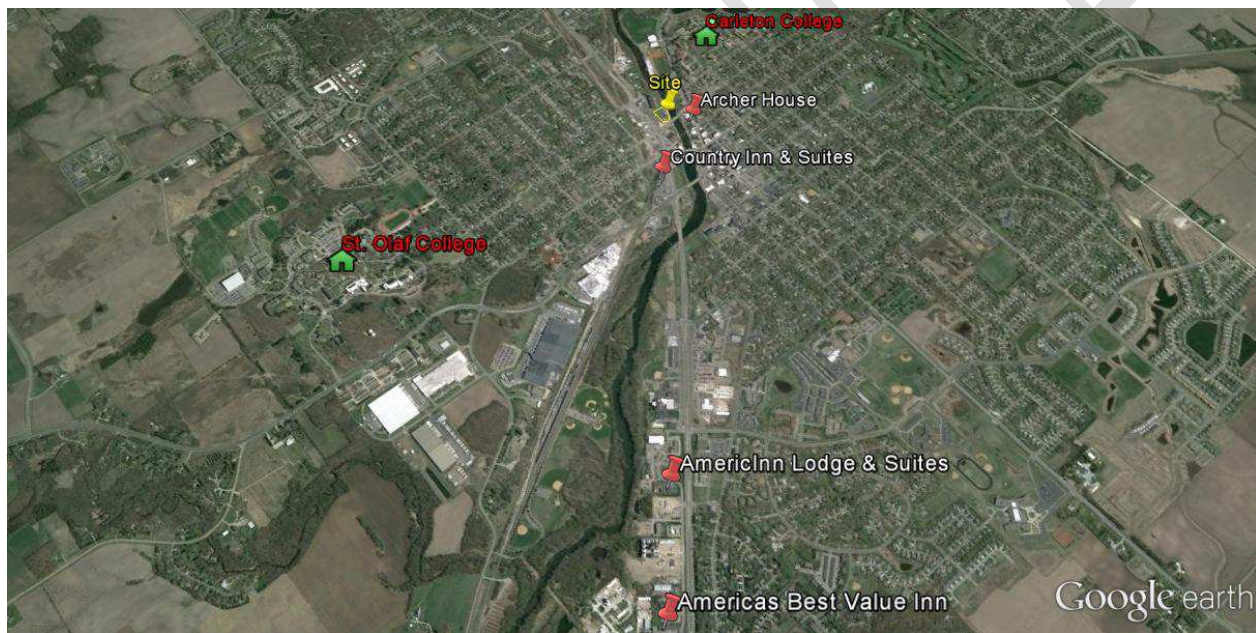 Carleton College
Site
Archer House
Country Inn & Suites
St. Olaf College
AmericInn Lodge & Suites
Americas Best Value Inn
Google earth